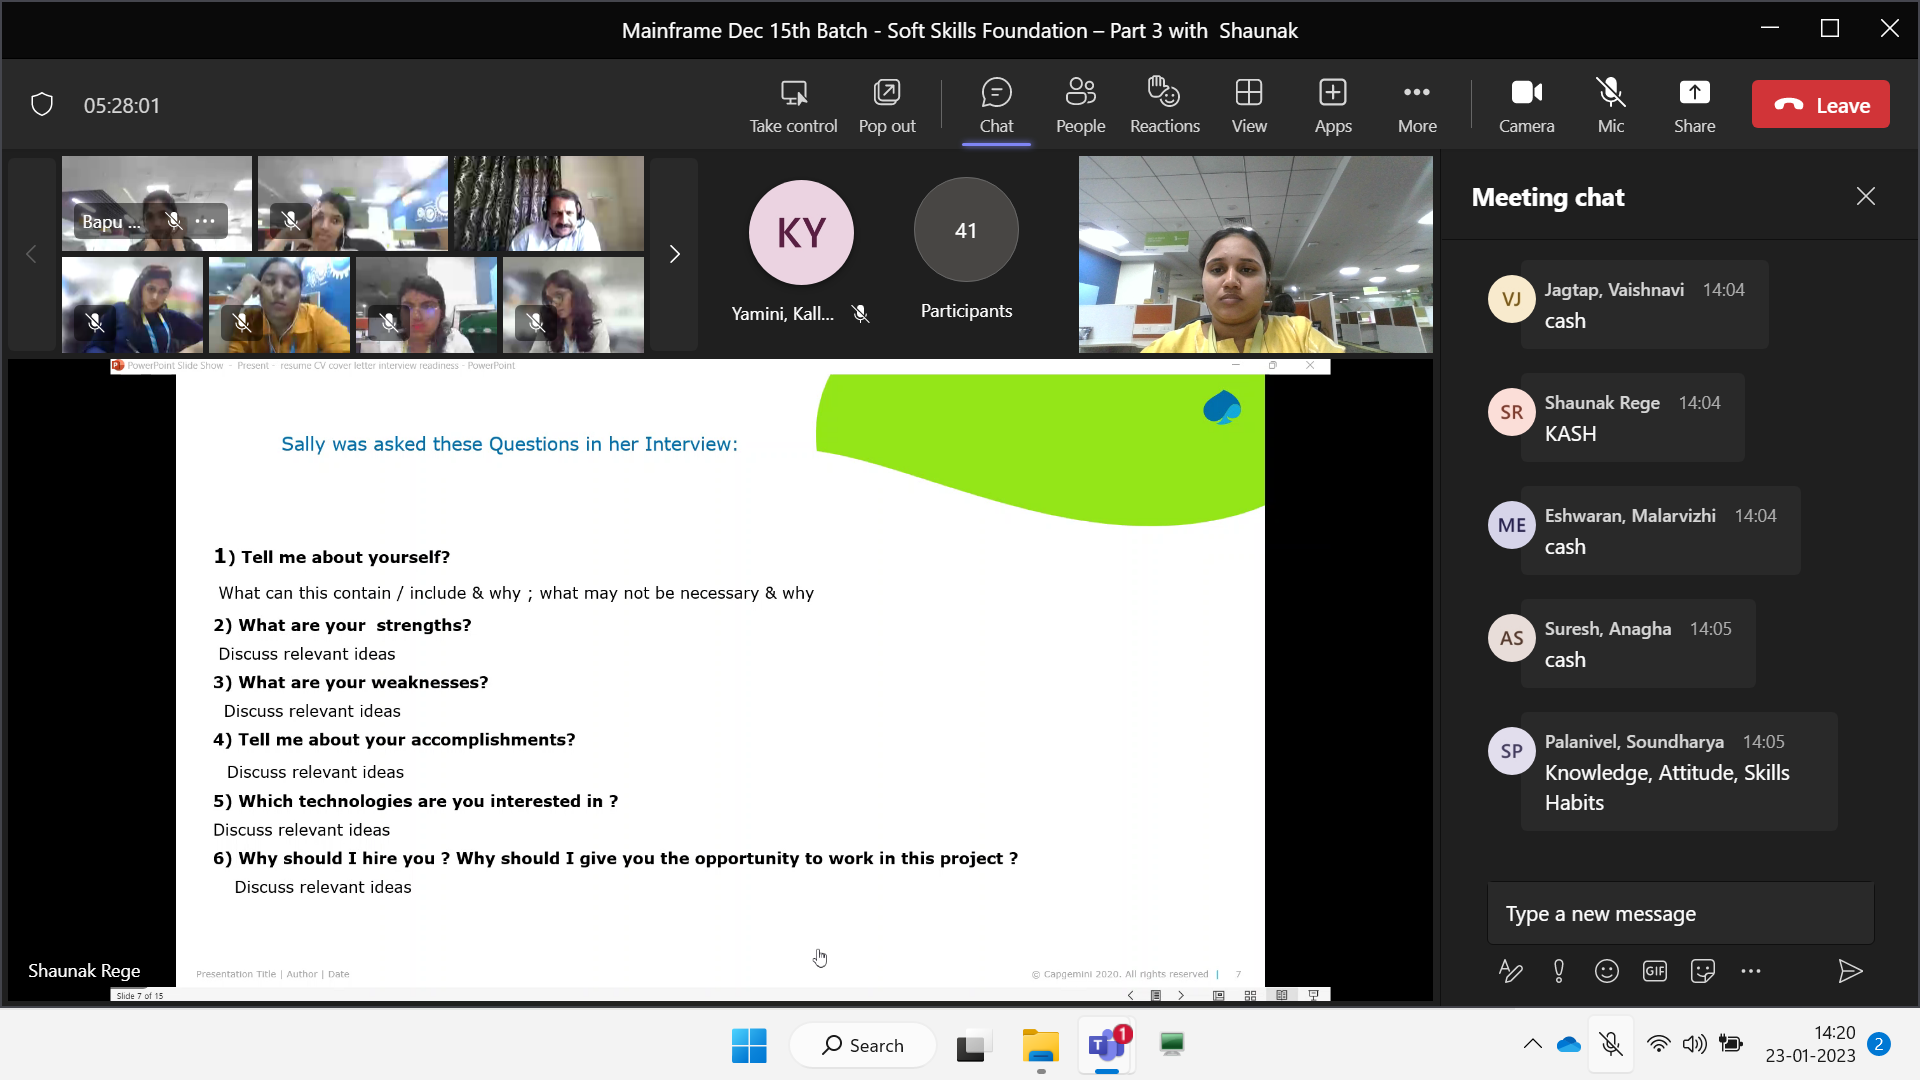 Mainframe Dec 15th Batch - Soft Skills Foundation – Part 3 with  Shaunak
05:28:01
Take control
Pop out
Chat
People
Reactions
View
Apps
More
Camera
Mic
Share
Leave
Bapu ...
KY
Yamini, Kall...
41
Participants
PowerPoint Slide Show - Present - resume CV cover letter interview readiness - PowerPoint
Sally was asked these Questions in her Interview:
1) Tell me about yourself?
What can this contain / include & why ; what may not be necessary & why
2) What are your  strengths?
Discuss relevant ideas
3) What are your weaknesses?
Discuss relevant ideas
4) Tell me about your accomplishments?
Discuss relevant ideas
5) Which technologies are you interested in ?
Discuss relevant ideas
6) Why should I hire you ? Why should I give you the opportunity to work in this project ?
Discuss relevant ideas
Shaunak Rege
Presentation Title | Author | Date
© Capgemini 2020. All rights reserved | 7
Slide 7 of 15
Meeting chat
VJ
Jagtap, Vaishnavi 14:04
cash
SR
Shaunak Rege 14:04
KASH
ME
Eshwaran, Malarvizhi 14:04
cash
AS
Suresh, Anagha 14:05
cash
SP
Palanivel, Soundharya 14:05
Knowledge, Attitude, Skills
Habits
Type a new message
GIF
Search
T
1
14:20
23-01-2023
2